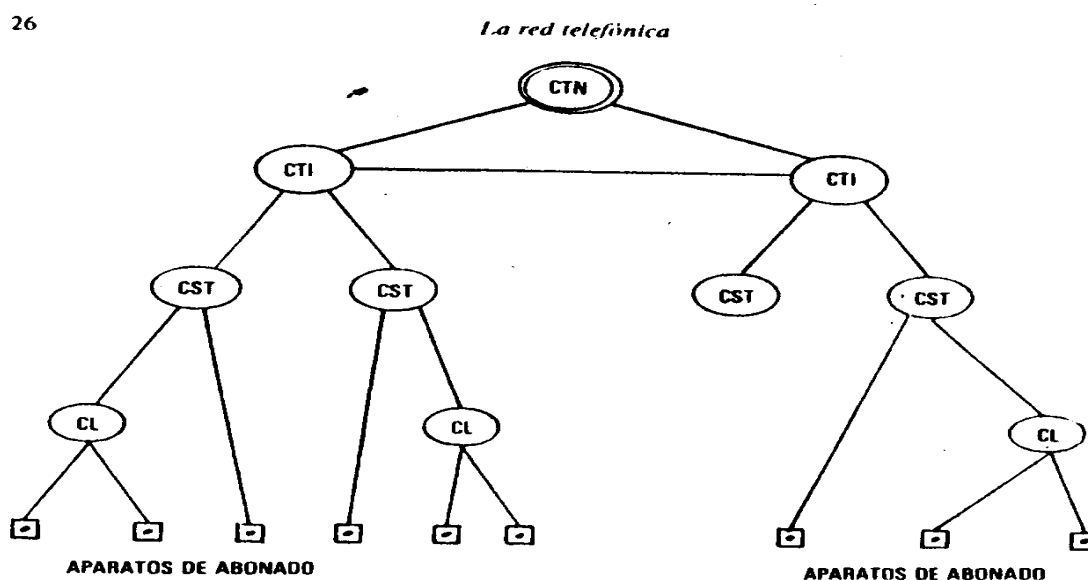 26
La red telefónica
CTN
CTI
CTI
CST
CST
CST
CST
CL
CL
CL
APARATOS DE ABONADO
APARATOS DE ABONADO